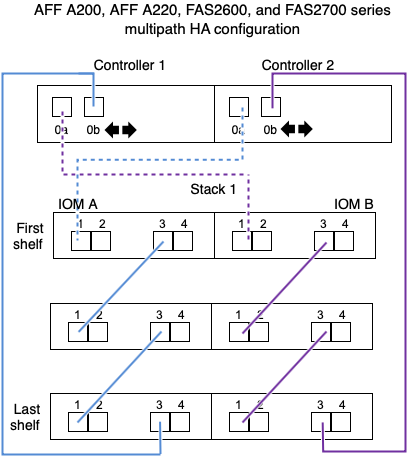 AFF A200, AFF A220, FAS2600, and FAS2700 series
multipath HA configuration
Controller 1
Controller 2
0a
0b
0a
0b
Stack 1
IOM A
IOM B
First
shelf
1 2
3 4
1 2
3 4
1 2
3 4
1 2
3 4
Last
shelf
1 2
3 4
1 2
3 4